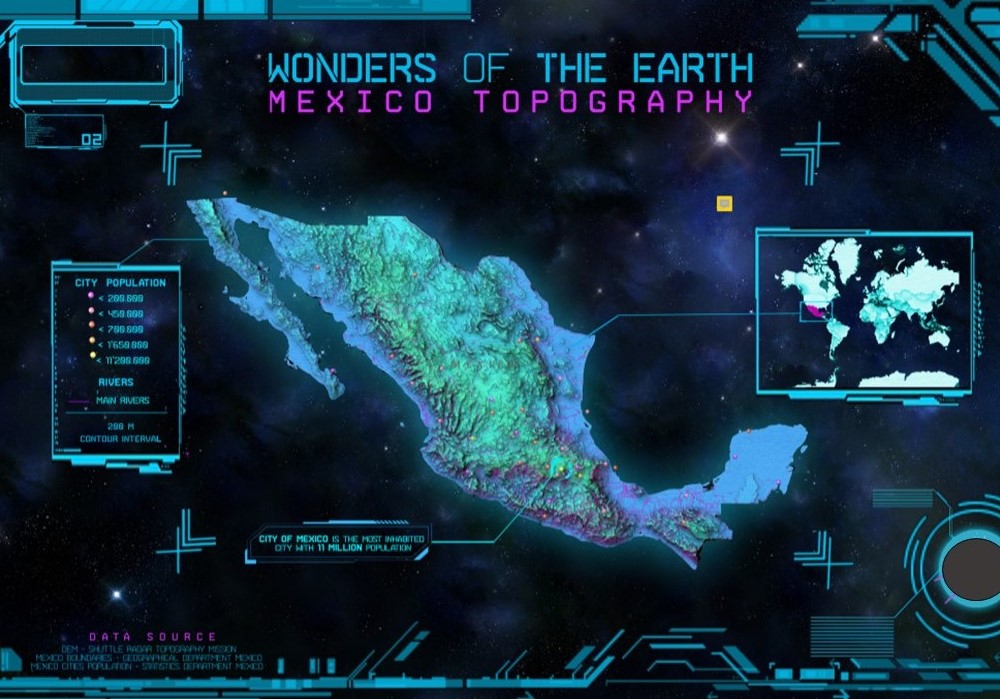 WONDERS OF THE EARTH
MEXICO TOPOGRAPHY
02
CITY POPULATION
< 200.000
< 450.000
< 700.000
< 1'650.000
< 11'200.000
RIVERS
MAIN RIVERS
200 M
CONTOUR INTERVAL
CITY OF MEXICO IS THE MOST INHABITED
CITY WITH 11 MILLION POPULATION
DATA SOURCE
DEM - SHUTTLE RADAR TOPOGRAPHY MISSION
MEXICO BOUNDARIES - GEOGRAPHICAL DEPARTMENT MEXICO
MEXICO CITIES POPULATION - STATISTICS DEPARTMENT MEXICO